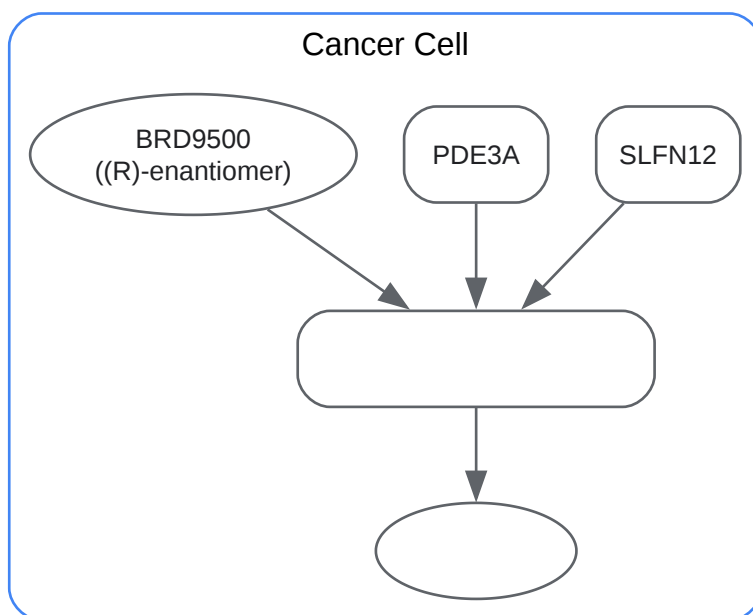 Cancer Cell
BRD9500
((R)-enantiomer)
PDE3A
SLFN12